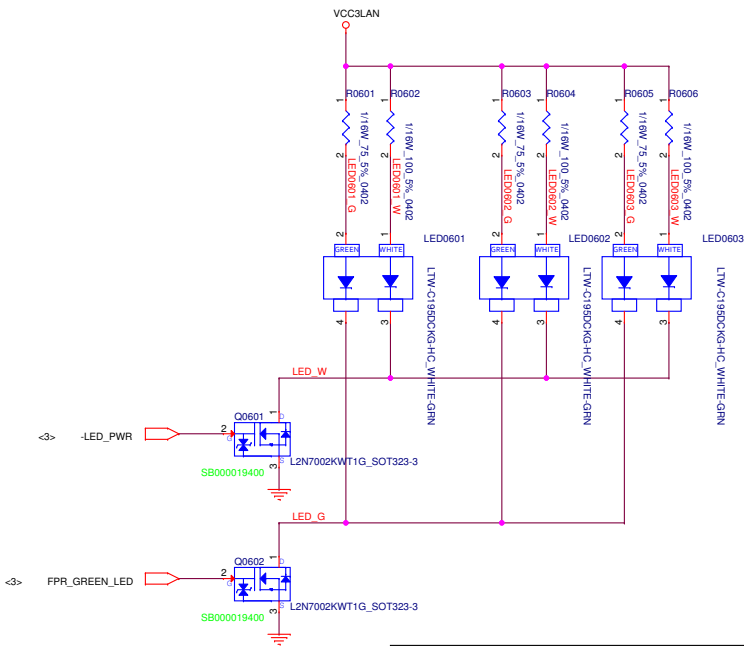 VCC3LAN
R0601
R0602
R0603
R0604
R0605
R0606
1
1
1
1
1
1
1/16W_75_5%_0402
1/16W_100_5%_0402
1/16W_75_5%_0402
1/16W_100_5%_0402
1/16W_75_5%_0402
1/16W_100_5%_0402
2
2
2
2
2
2
LED0601_G
LED0601_W
LED0602_G
LED0602_W
LED0603_G
LED0603_W
2
1
2
1
2
1
LED0601
LED0602
LED0603
GREEN
WHITE
GREEN
WHITE
GREEN
WHITE
LTW-C195DCKG-HC_WHITE-GRN
LTW-C195DCKG-HC_WHITE-GRN
LTW-C195DCKG-HC_WHITE-GRN
4
3
4
3
4
3
LED_W
Q0601
1
D
<3>
-LED_PWR
2
G
S
3
L2N7002KWT1G_SOT323-3
SB000019400
LED_G
Q0602
1
D
<3>
FPR_GREEN_LED
2
G
S
3
L2N7002KWT1G_SOT323-3
SB000019400